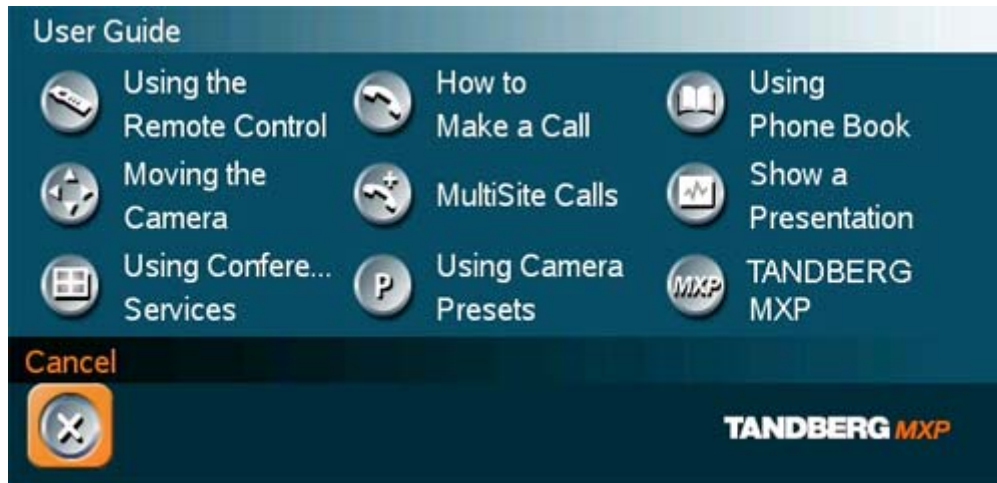 User Guide
Using the
Remote Control
How to
Make a Call
Using
Phone Book
Moving the
Camera
MultiSite Calls
Show a
Presentation
Using Confere...
Services
P
Using Camera
Presets
MXP
TANDBERG
MXP
Cancel
TANDBERG MXP